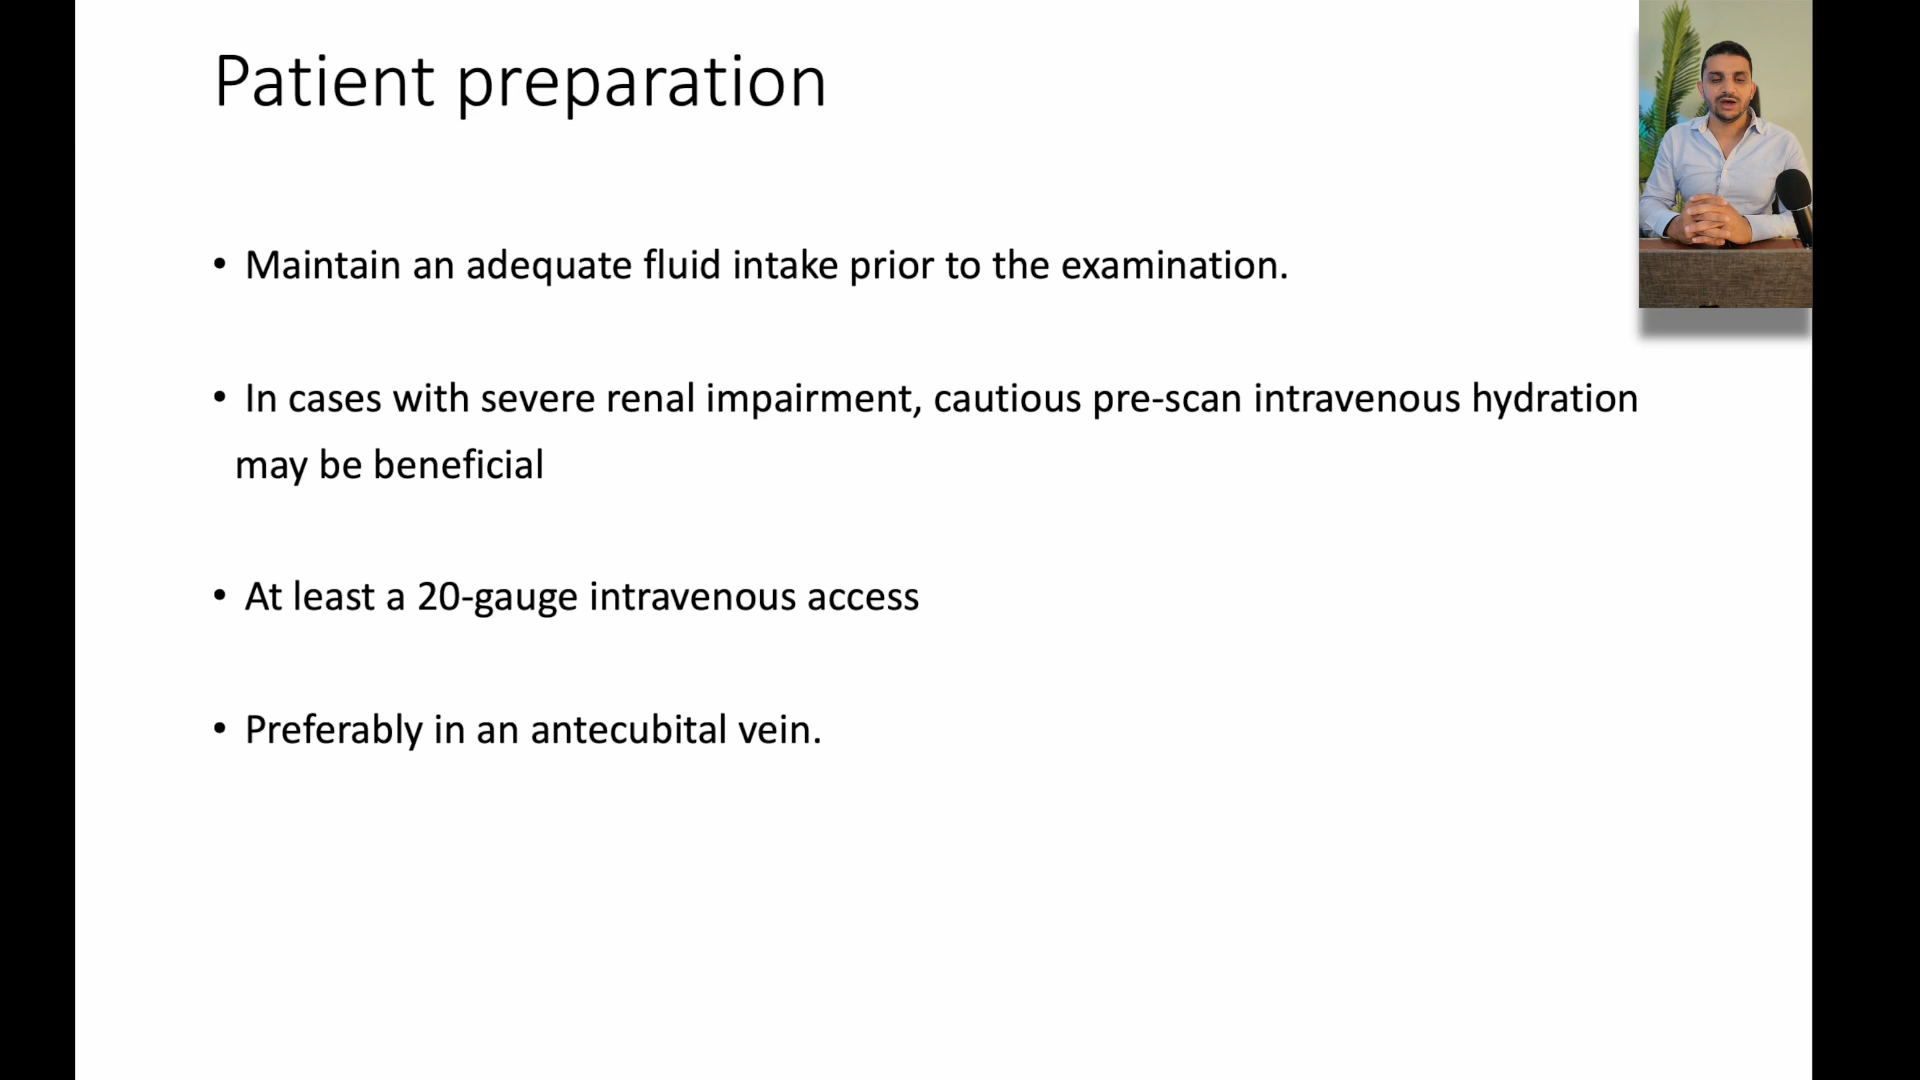 Patient preparation
• Maintain an adequate fluid intake prior to the examination.
• In cases with severe renal impairment, cautious pre-scan intravenous hydration
may be beneficial
• At least a 20-gauge intravenous access
• Preferably in an antecubital vein.